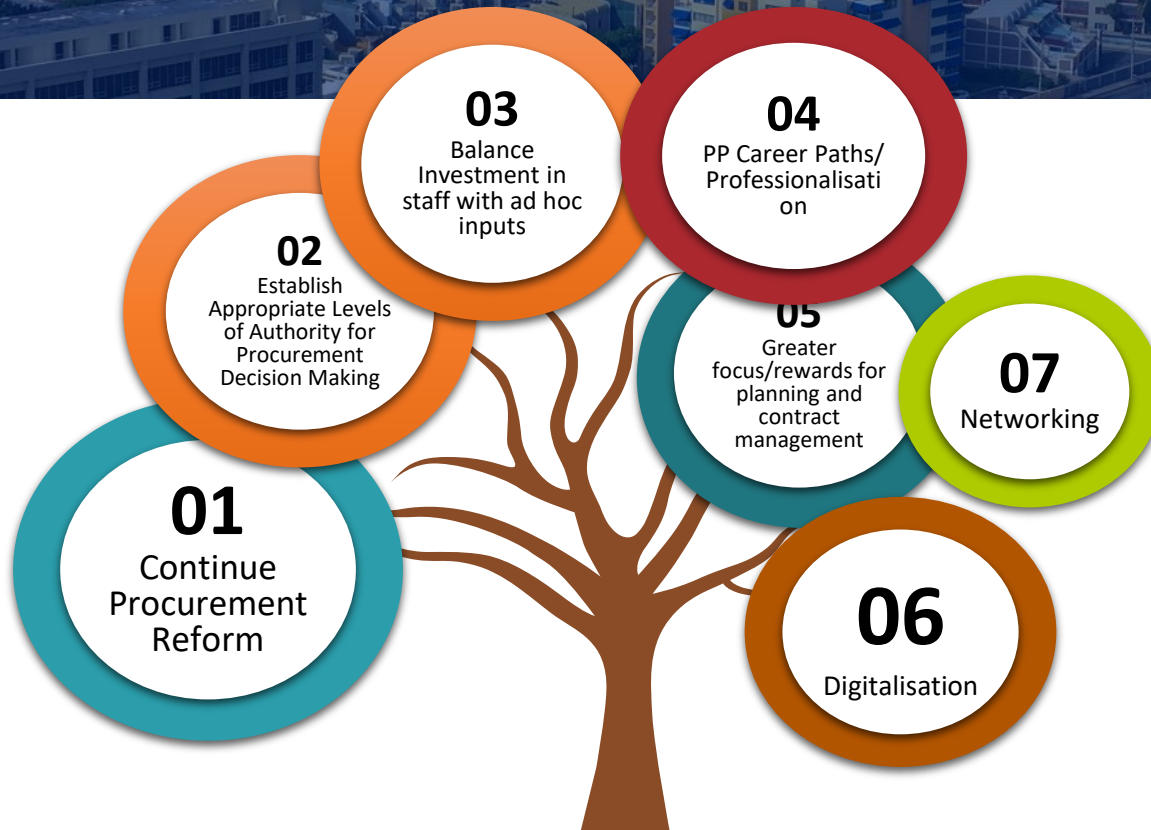 01
Continue
Procurement
Reform
02
Establish
Appropriate Levels
of Authority for
Procurement
Decision Making
03
Balance
Investment in
staff with ad hoc
inputs
04
PP Career Paths/
Professionalisati
on
05
Greater
focus/rewards for
planning and
contract
management
06
Digitalisation
07
Networking